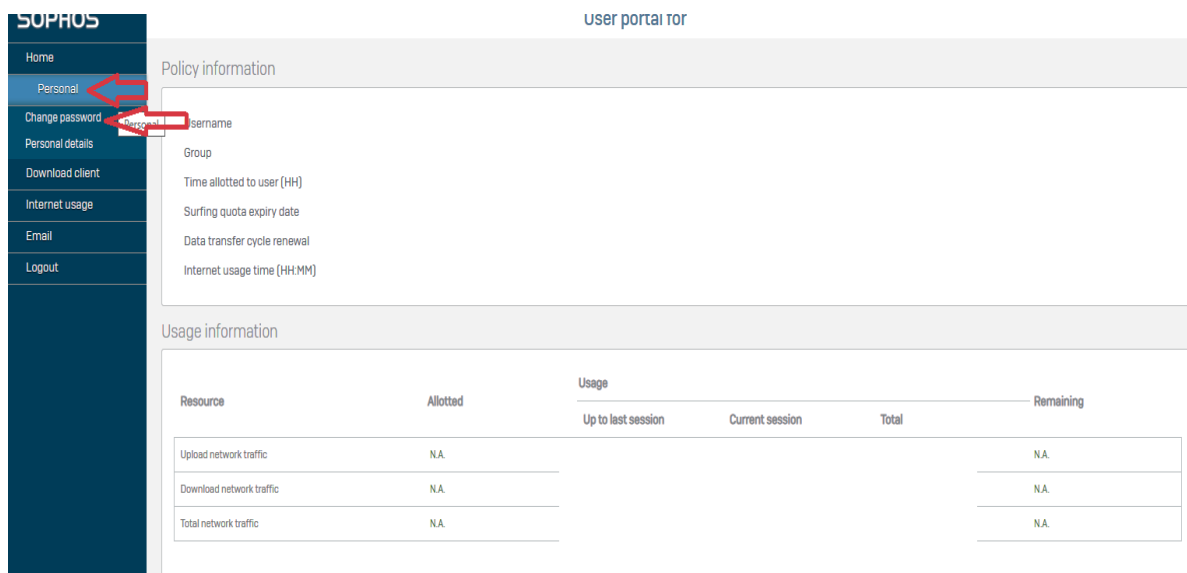 SOPHOS
User portal for
Home
Personal
Change password
Personal
Personal details
Download client
Internet usage
Email
Logout
Policy information
Username
Group
Time allotted to user (HH)
Surfing quota expiry date
Data transfer cycle renewal
Internet usage time (HH:MM)
Usage information
Resource Allotted Usage Remaining
Up to last session Current session Total
Upload network traffic N.A. N.A.
Download network traffic N.A. N.A.
Total network traffic N.A. N.A.